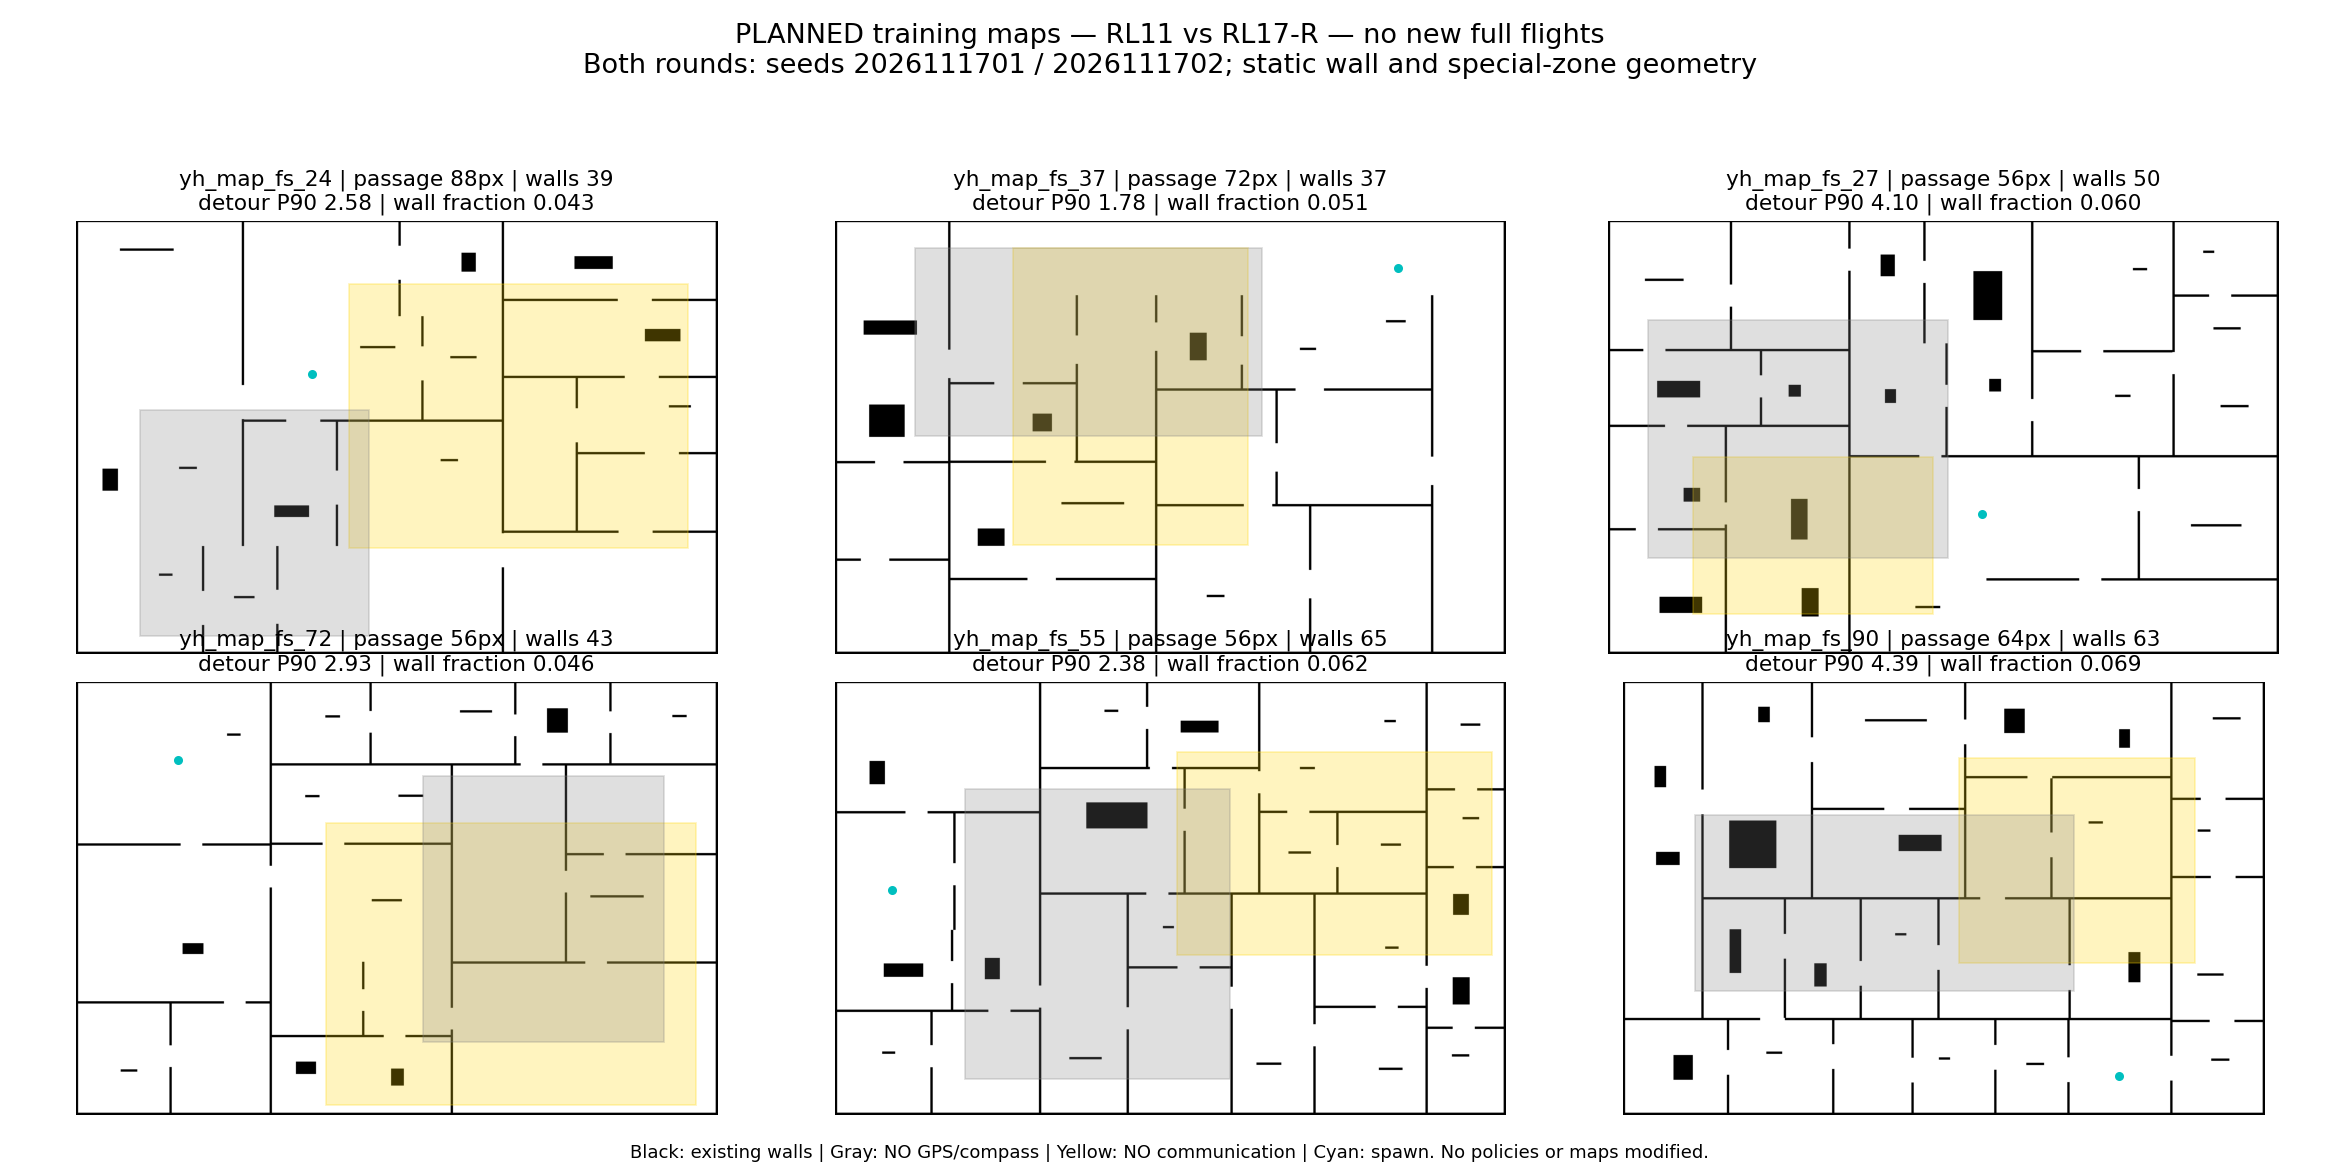 PLANNED training maps — RL11 vs RL17-R — no new full flights
Both rounds: seeds 2026111701 / 2026111702; static wall and special-zone geometry
yh_map_fs_24 | passage 88px | walls 39
detour P90 2.58 | wall fraction 0.043
yh_map_fs_37 | passage 72px | walls 37
detour P90 1.78 | wall fraction 0.051
yh_map_fs_27 | passage 56px | walls 50
detour P90 4.10 | wall fraction 0.060
yh_map_fs_72 | passage 56px | walls 43
detour P90 2.93 | wall fraction 0.046
yh_map_fs_55 | passage 56px | walls 65
detour P90 2.38 | wall fraction 0.062
yh_map_fs_90 | passage 64px | walls 63
detour P90 4.39 | wall fraction 0.069
Black: existing walls | Gray: NO GPS/compass | Yellow: NO communication | Cyan: spawn. No policies or maps modified.